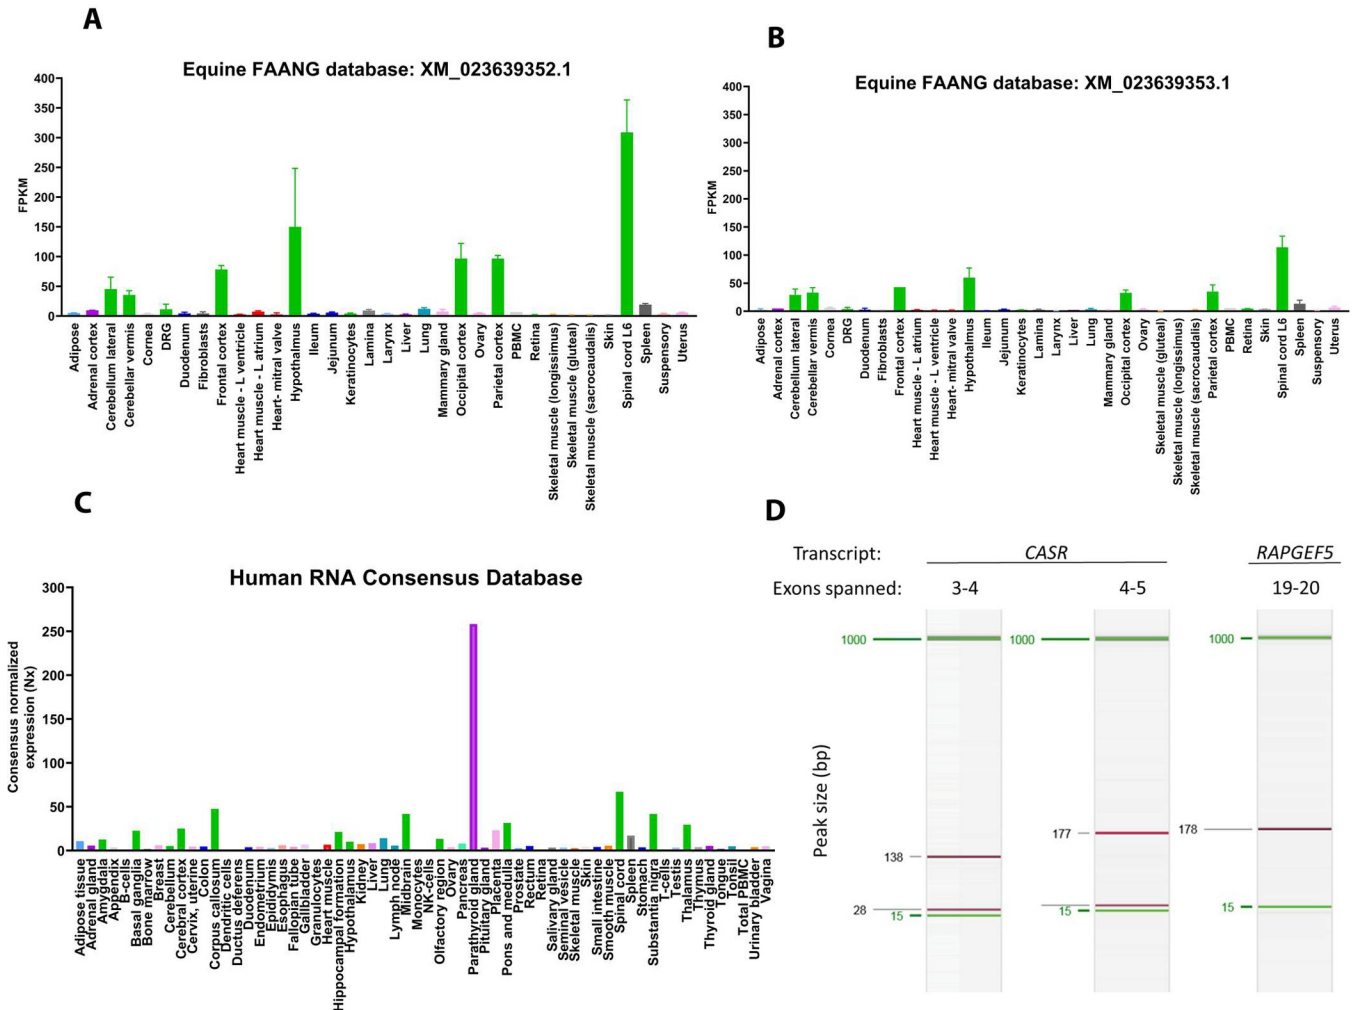 A
Equine FAANG database: XM_023639352.1
FPKM
400
350
300
250
200
150
100
50
0
Adipose
Adrenal cortex
Cerebellum lateral
Cerebellar vermis
Cornea
DRG
Duodenum
Fibroblasts
Frontal cortex
Heart muscle - L ventricle
Heart muscle - L atrium
Heart- mitral valve
Hypothalmus
Ileum
Jejunum
Keratinocytes
Lamina
Larynx
Liver
Lung
Mammary gland
Occipital cortex
Ovary
Parietal cortex
PBMC
Retina
Skeletal muscle (longissimus)
Skeletal muscle (gluteal)
Skeletal muscle (sacrocaudalis)
Skin
Spinal cord L6
Spleen
Suspensory
Uterus
B
Equine FAANG database: XM_023639353.1
FPKM
400
350
300
250
200
150
100
50
0
Adipose
Adrenal cortex
Cerebellum lateral
Cerebellar vermis
Cornea
DRG
Duodenum
Fibroblasts
Frontal cortex
Heart muscle - L atrium
Heart muscle - L ventricle
Heart- mitral valve
Hypothalmus
Ileum
Jejunum
Keratinocytes
Lamina
Larynx
Liver
Lung
Mammary gland
Occipital cortex
Ovary
Skeletal muscle (gluteal)
Skeletal muscle (longissimus)
Skeletal muscle (sacrocaudalis)
Parietal cortex
PBMC
Retina
Skin
Spinal cord L6
Spleen
Suspensory
Uterus
C
Human RNA Consensus Database
Consensus normalized
expression (Nx)
300
250
200
150
100
50
0
Adipose tissue
Adrenal gland
Amygdala
Appendix
B-cells
Basal ganglia
Bone marrow
Breast
Cerebellum
Cerebral cortex
Cervix, uterine
Colon
Corpus callosum
Dendritic cells
Ductus deferens
Duodenum
Endometrium
Epididymis
Esophagus
Fallopian tube
Gallbladder
Granulocytes
Heart muscle
Hippocampal formation
Hypothalamus
Kidney
Liver
Lung
Lymph node
Midbrain
Monocytes
NK-cells
Olfactory region
Ovary
Pancreas
Parathyroid gland
Pituitary gland
Placenta
Pons and medulla
Prostate
Rectum
Retina
Salivary gland
Seminal vesicle
Skeletal muscle
Skin
Small intestine
Smooth muscle
Spinal cord
Spleen
Stomach
Substantia nigra
T-cells
Testis
Thalamus
Thymus
Thyroid gland
Tongue
Tonsil
Total PBMC
Urinary bladder
Vagina
D
Transcript: CASR RAPGEF5
Exons spanned: 3-4 4-5 19-20
Peak size (bp)
1000 1000 1000
177 178
138
28
15 15 15